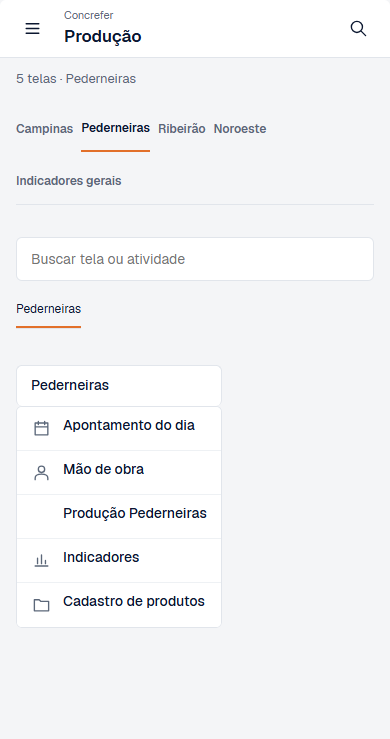 Concrefer
Produção
5 telas · Pederneiras
Campinas Pederneiras Ribeirão Noroeste
Indicadores gerais
Buscar tela ou atividade
Pederneiras
Pederneiras
Apontamento do dia
Mão de obra
Produção Pederneiras
Indicadores
Cadastro de produtos